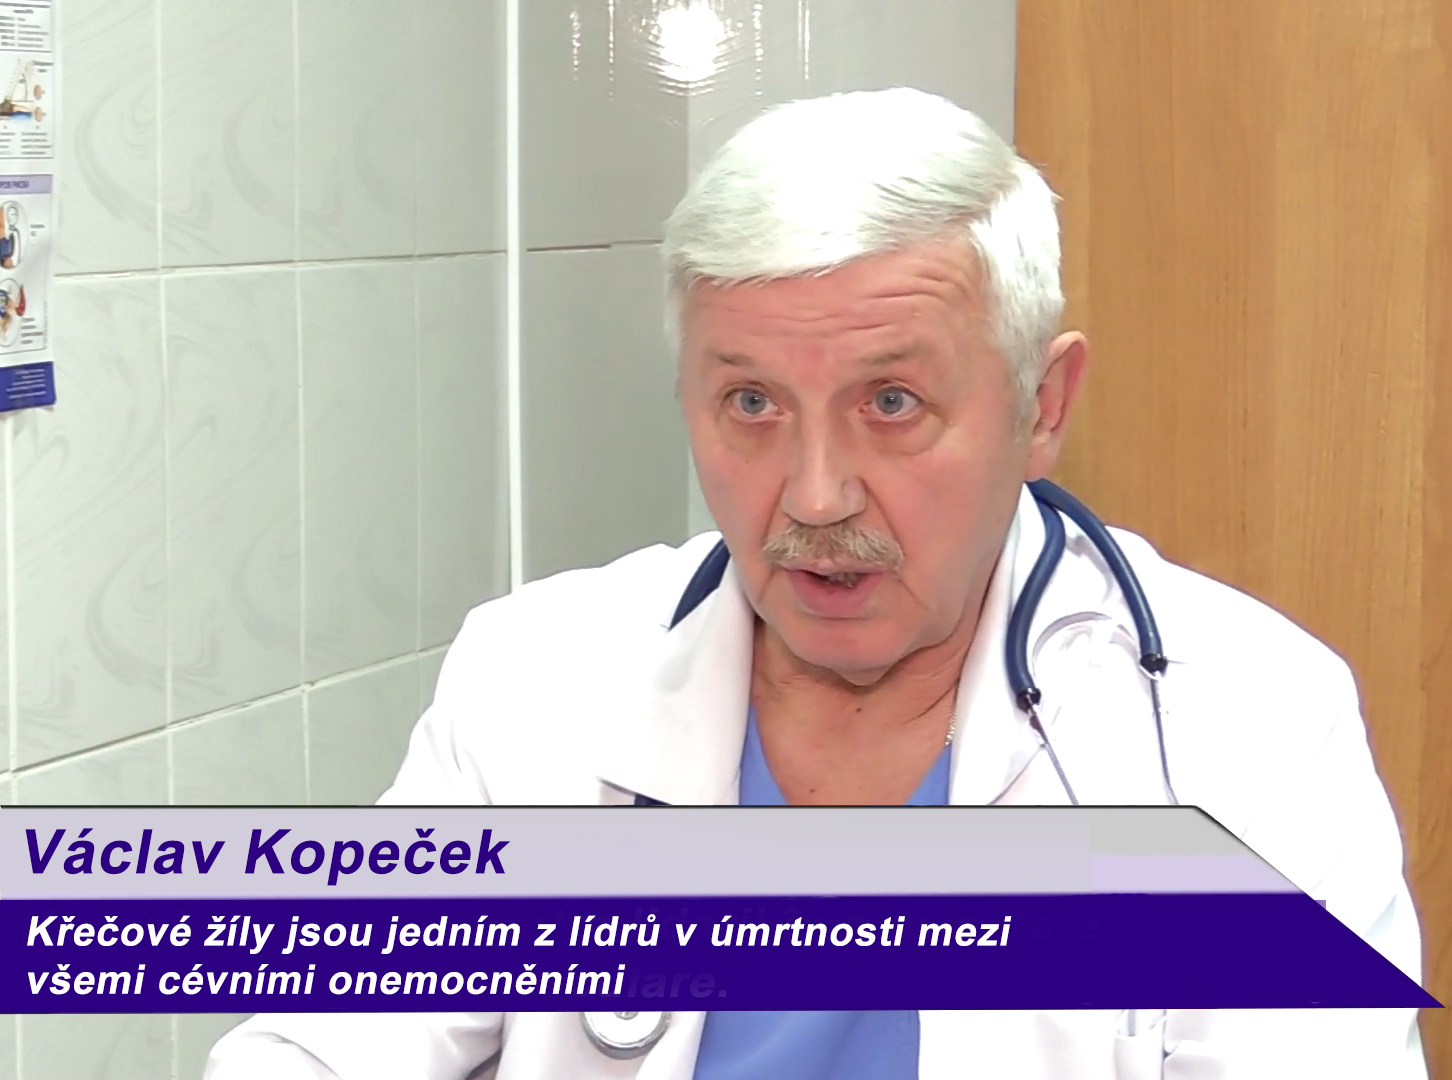 Václav Kopeček
Křečové žíly jsou jedním z lídrů v úmrtnosti mezi
všemi cévními onemocněními